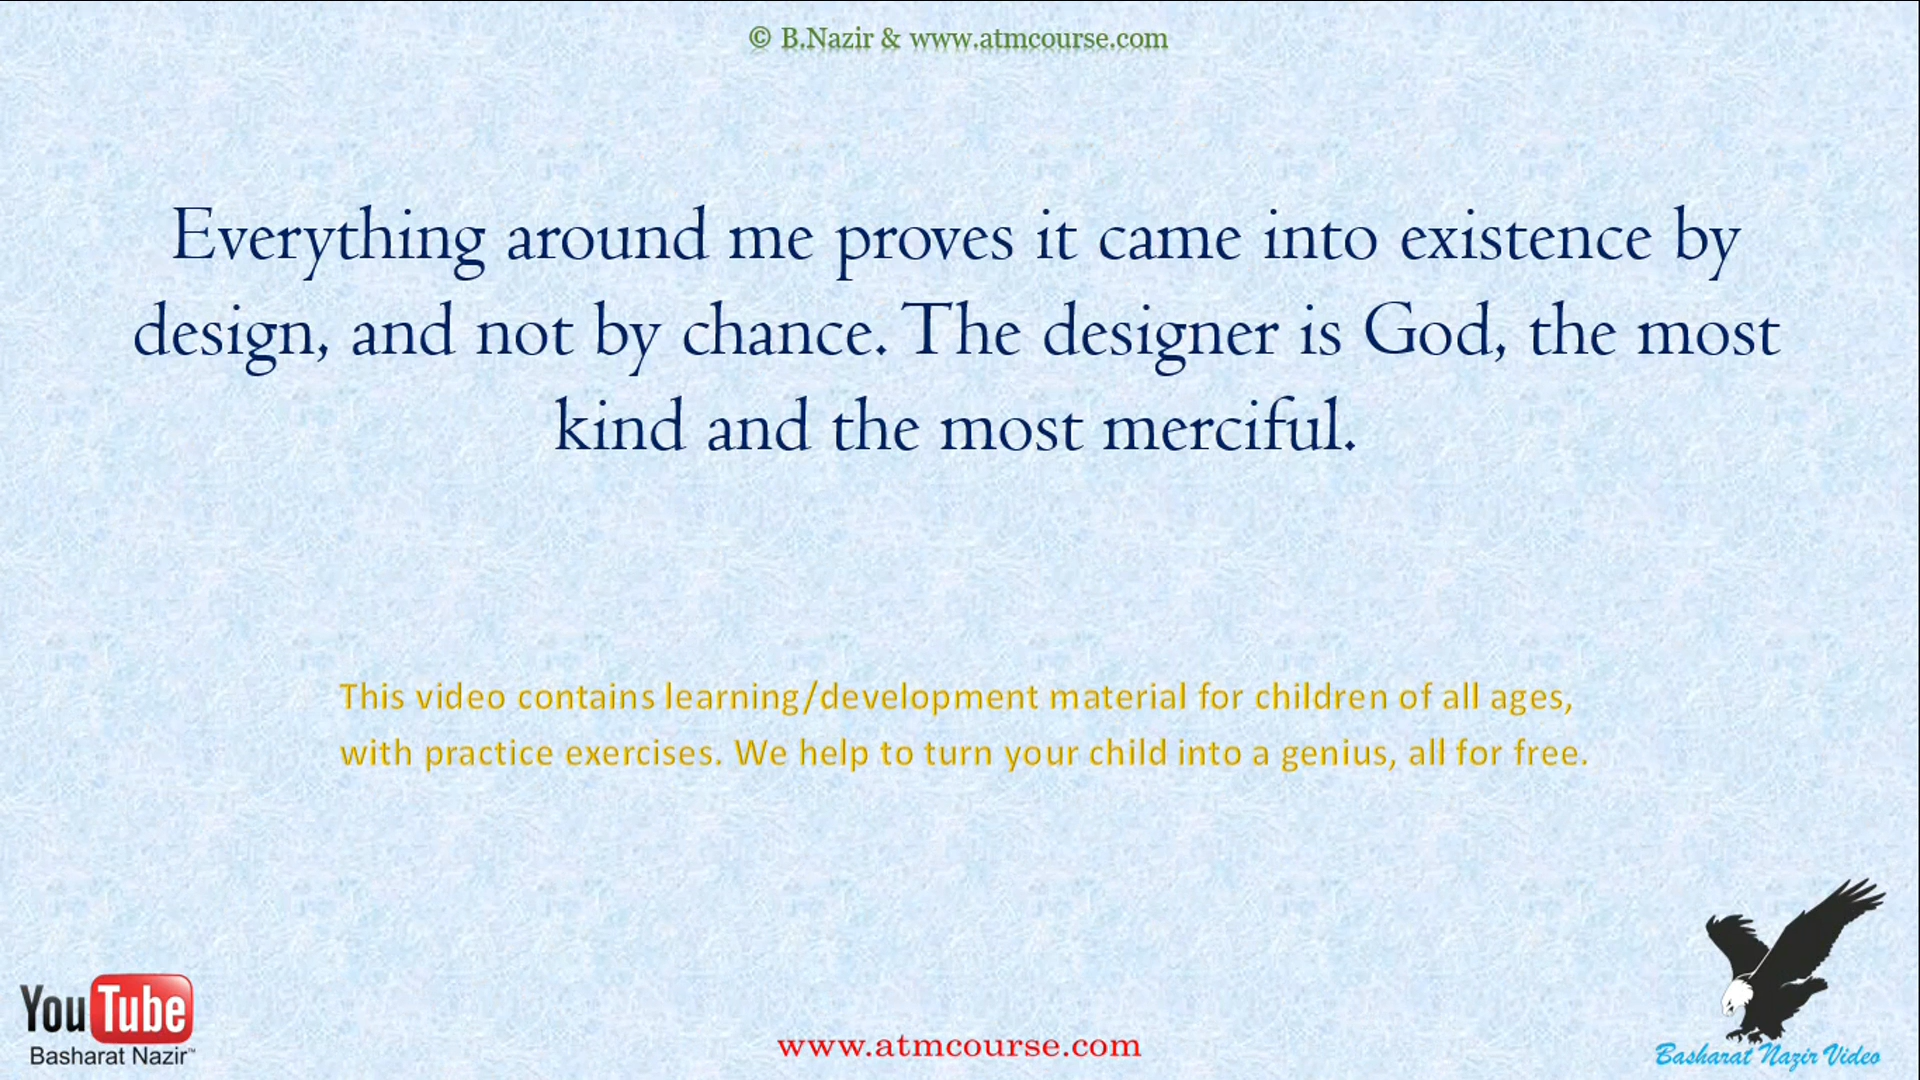 © B.Nazir & www.atmcourse.com
Everything around me proves it came into existence by
design, and not by chance. The designer is God, the most
kind and the most merciful.
This video contains learning/development material for children of all ages,
with practice exercises. We help to turn your child into a genius, all for free.
YouTube
Basharat Nazir™
www.atmcourse.com
Basharat Nazir Video